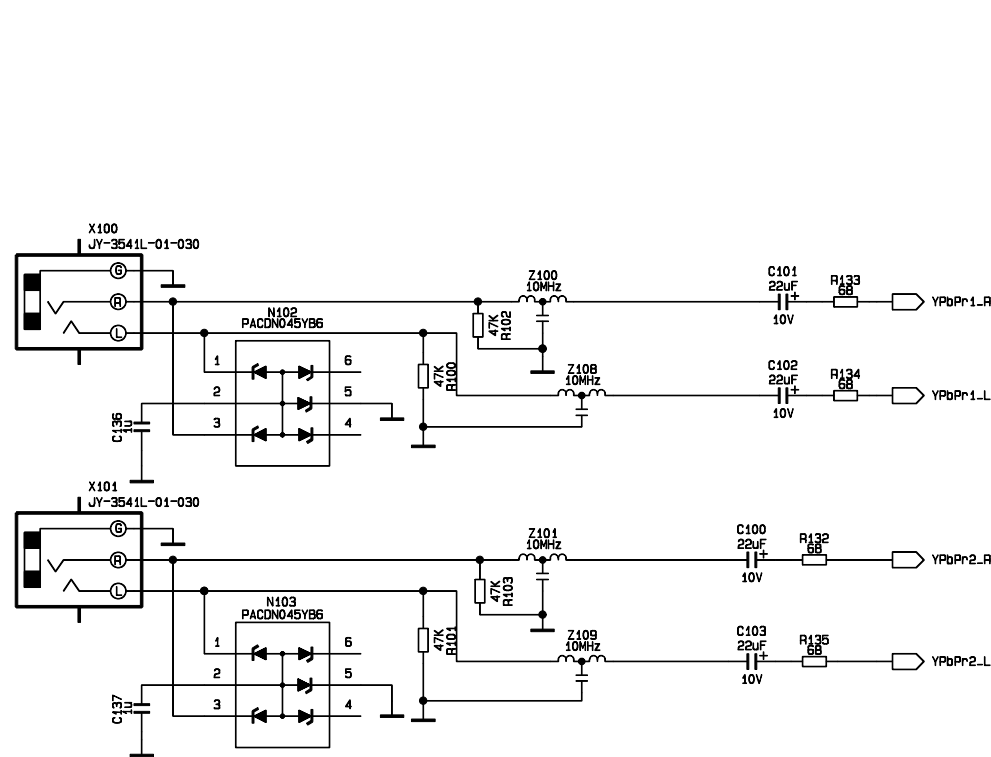 X100
JY-3541L-01-030
G
R
L
N102
PACDN045YB6
1
2
3
6
5
4
C136
1u
47K
R100
47K
R102
Z100
10MHz
Z108
10MHz
C101
22uF
+
10V
R133
68
YPbPr1_R
C102
22uF
+
10V
R134
68
YPbPr1_L
X101
JY-3541L-01-030
G
R
L
N103
PACDN045YB6
1
2
3
6
5
4
C137
1u
47K
R101
47K
R103
Z101
10MHz
Z109
10MHz
C100
22uF
+
10V
R132
68
YPbPr2_R
C103
22uF
+
10V
R135
68
YPbPr2_L